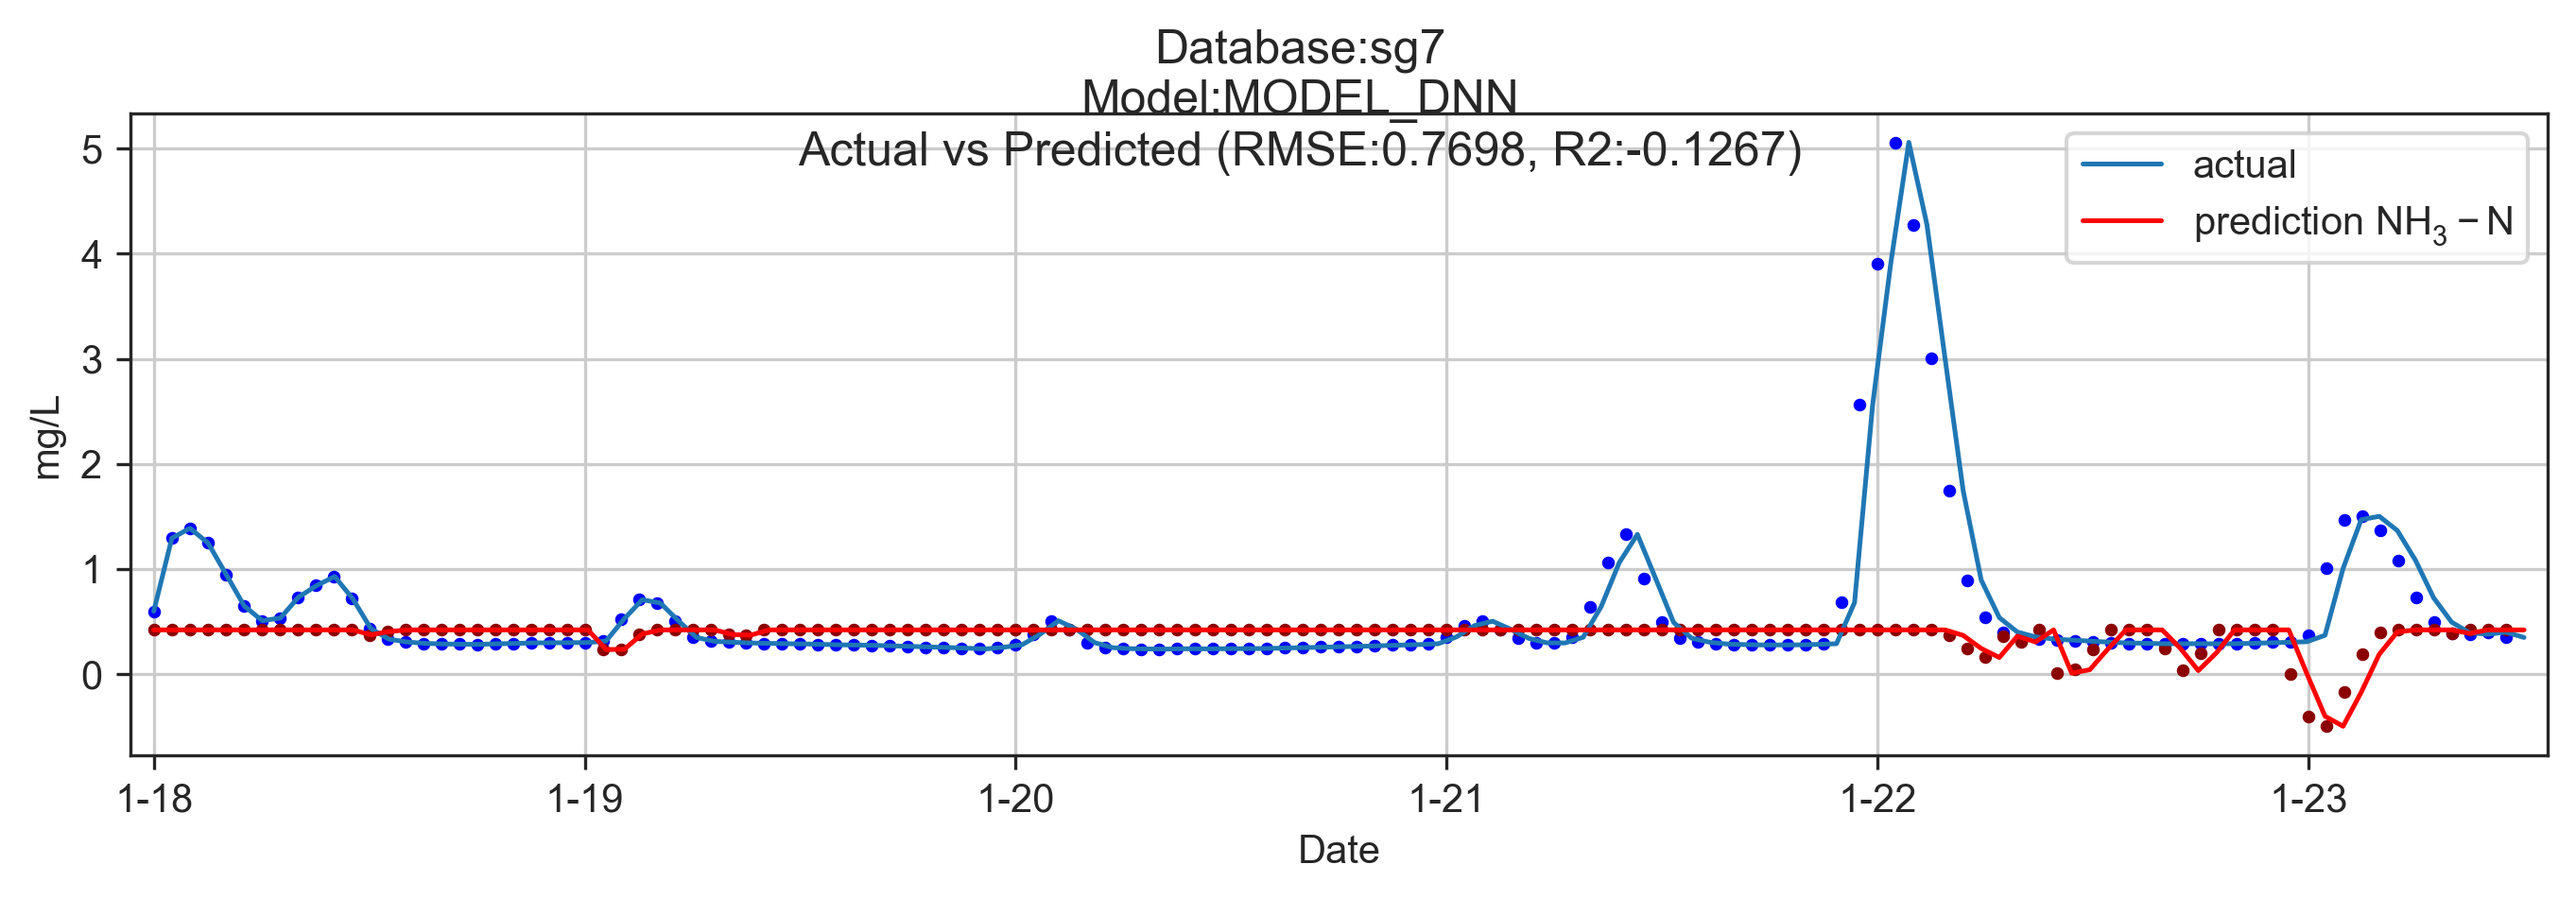 Database:sg7
Model:MODEL_DNN
Actual vs Predicted (RMSE:0.7698, R2:-0.1267)
actual
prediction NH₃ − N
mg/L
5
4
3
2
1
0
1-18 1-19 1-20 1-21 1-22 1-23
Date